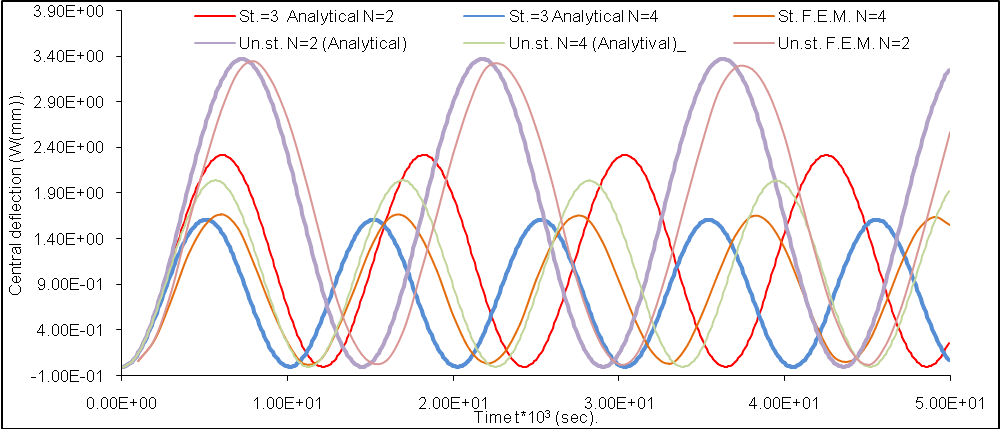 St.=3 Analytical N=2
St.=3 Analytical N=4
St. F.E.M. N=4
Un.st. N=2 (Analytical)
Un.st. N=4 (Analytival)_
Un.st. F.E.M. N=2
Central deflection (W(mm)).
3.90E+00
3.40E+00
2.90E+00
2.40E+00
1.90E+00
1.40E+00
9.00E-01
4.00E-01
-1.00E-01
0.00E+00
1.00E+01
2.00E+01
3.00E+01
4.00E+01
5.00E+01
Time t*10³ (sec).